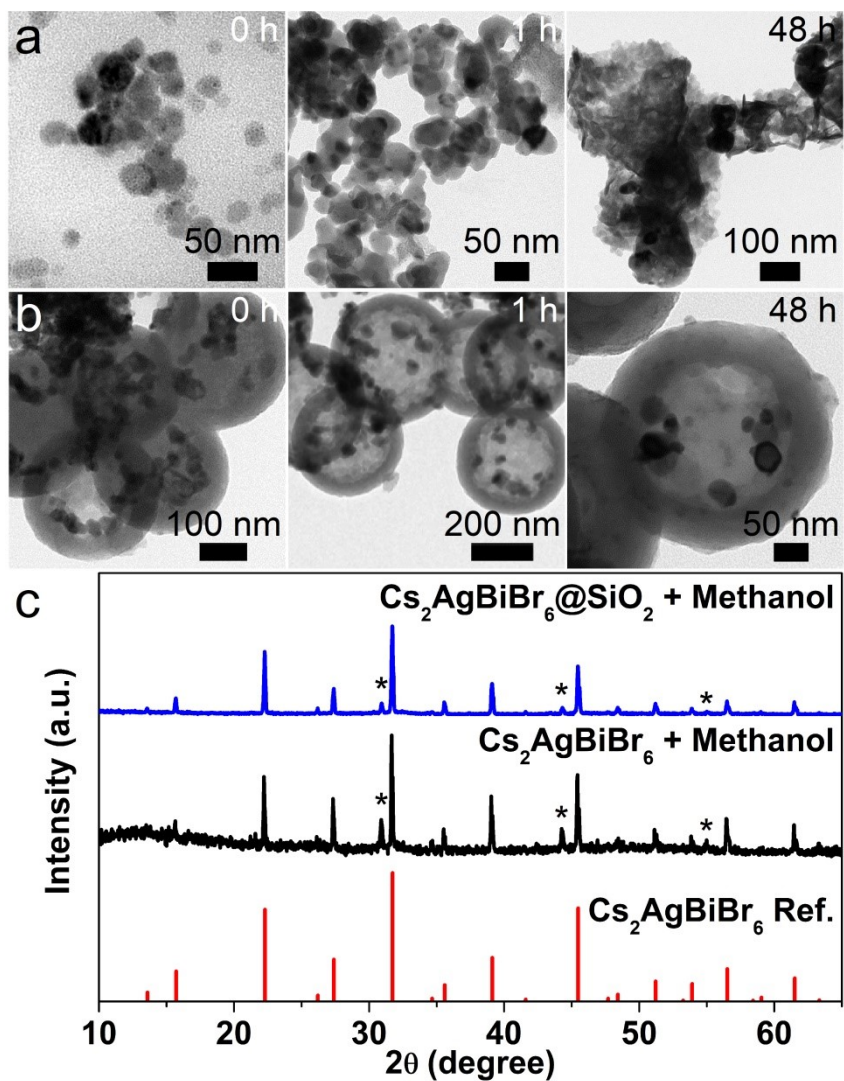 a
0 h
1 h
48 h
50 nm
50 nm
100 nm
b
0 h
1 h
48 h
100 nm
200 nm
50 nm
c
Cs₂AgBiBr₆@SiO₂ + Methanol
* * *
Cs₂AgBiBr₆ + Methanol
* * *
Cs₂AgBiBr₆ Ref.
Intensity (a.u.)
10 20 30 40 50 60
2θ (degree)